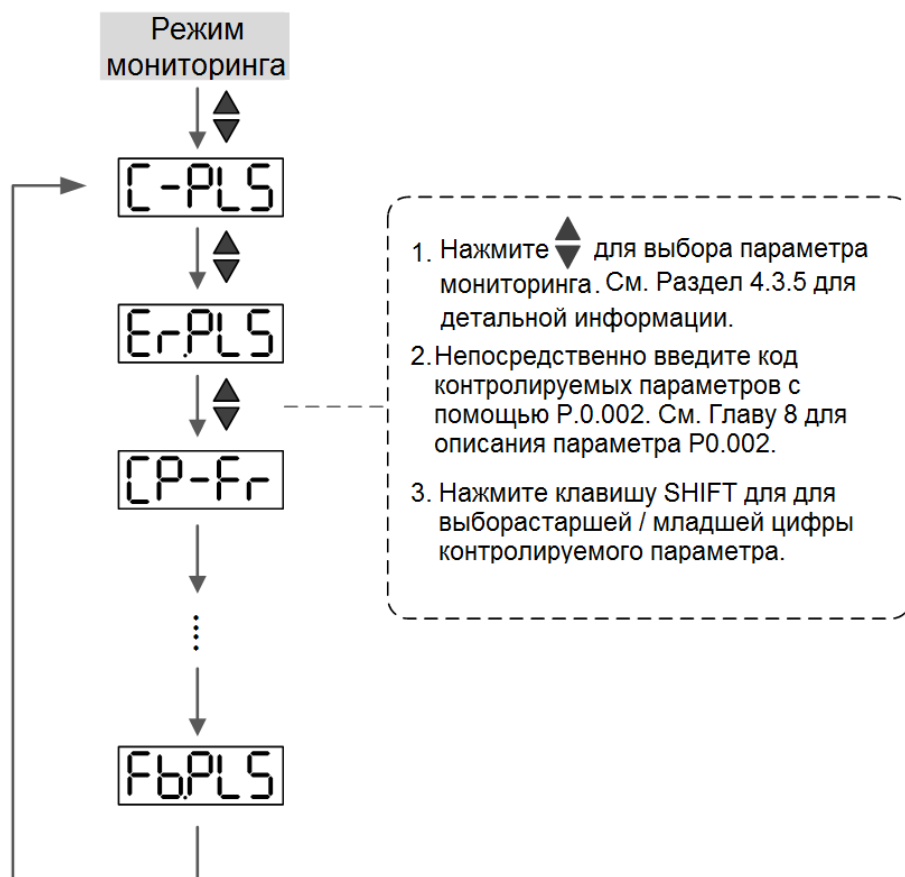 Режим
мониторинга
C-PLS
Er.PLS
CP-Fr
Fb.PLS
1. Нажмите для выбора параметра
мониторинга. См. Раздел 4.3.5 для
детальной информации.
2. Непосредственно введите код
контролируемых параметров с
помощью P.0.002. См. Главу 8 для
описания параметра P0.002.
3. Нажмите клавишу SHIFT для для
выборастаршей / младшей цифры
контролируемого параметра.